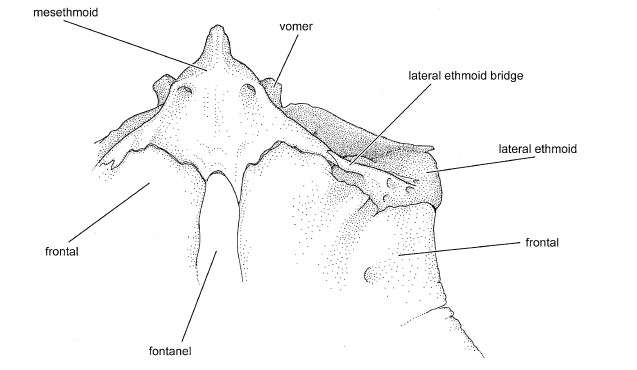 mesethmoid
vomer
lateral ethmoid bridge
lateral ethmoid
frontal
frontal
fontanel